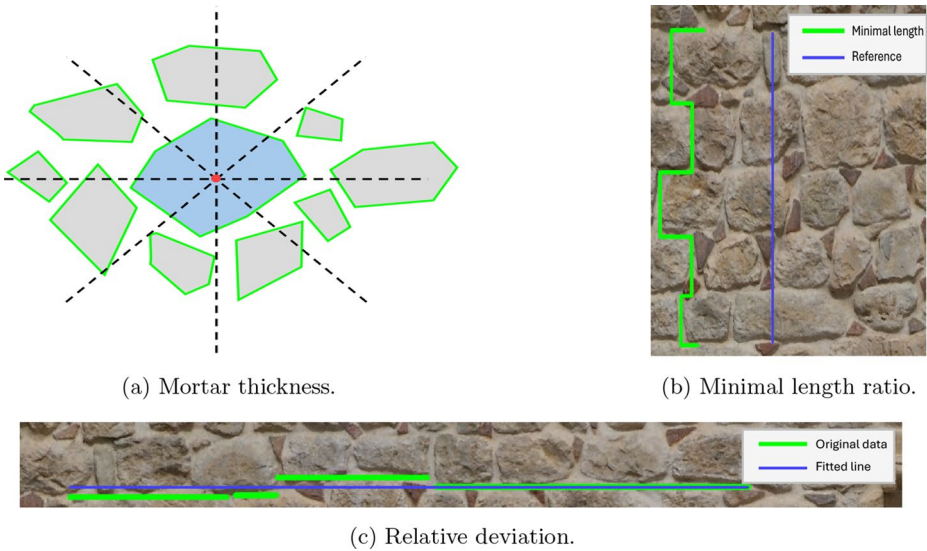 Minimal length
Reference
(a) Mortar thickness.
(b) Minimal length ratio.
Original data
Fitted line
(c) Relative deviation.